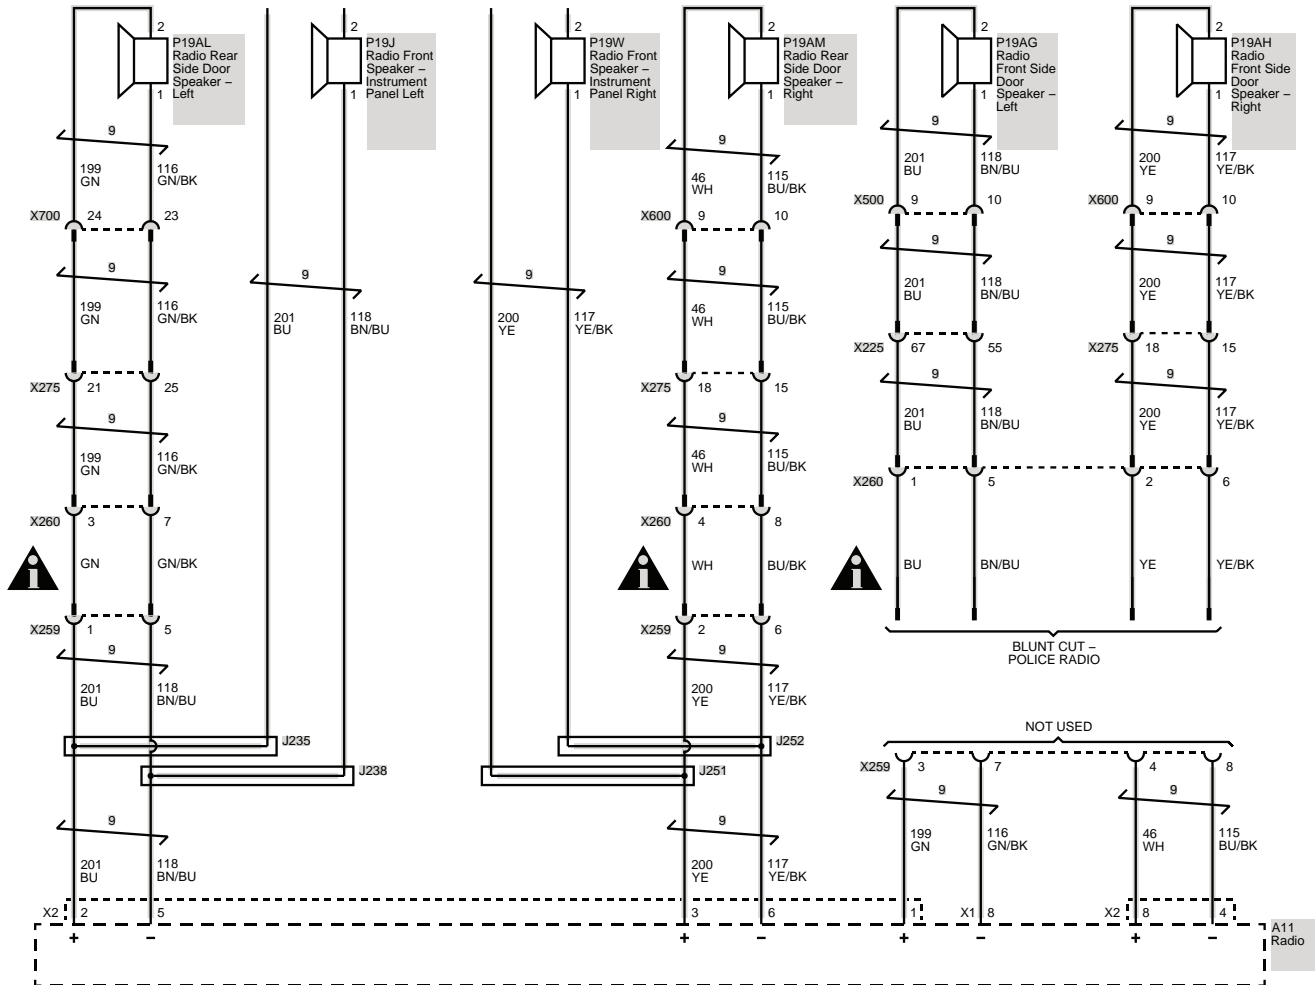 2 2 2 2 2 2
P19AL
Radio Rear
Side Door
Speaker –
Left
P19J
Radio Front
Speaker –
Instrument
Panel Left
P19W
Radio Front
Speaker –
Instrument
Panel Right
P19AM
Radio Rear
Side Door
Speaker –
Right
P19AG
Radio
Front Side
Door
Speaker –
Left
P19AH
Radio
Front Side
Door
Speaker –
Right
1 1 1 1 1 1
9 9 9 9
199 116 46 115 201 118 200 117
GN GN/BK WH BU/BK BU BN/BU YE YE/BK
X700 24 23 X600 9 10 X500 9 10 X600 9 10
9 9 9 9 9 9
199 116 201 118 200 117 46 115 201 118 200 117
GN GN/BK BU BN/BU YE YE/BK WH BU/BK BU BN/BU YE YE/BK
X225 67 55 X275 18 15
X275 21 25 X275 18 15
9 9 9 9
199 116 46 115 201 118 200 117
GN GN/BK WH BU/BK BU BN/BU YE YE/BK
X260 1 5 2 6
X260 3 7 X260 4 8
GN GN/BK WH BU/BK BU BN/BU YE YE/BK
i i i
X259 1 5 X259 2 6
BLUNT CUT –
POLICE RADIO
9 9
201 118 200 117
BU BN/BU YE YE/BK
NOT USED
J235 J252
J238 J251
X259 3 7 4 8
9 9 9 9
199 116 46 115
GN GN/BK WH BU/BK
201 118 200 117
BU BN/BU YE YE/BK
X2 2 5 3 6 1 X1 8 X2 8 4
+ – + – + – + –
A11
Radio